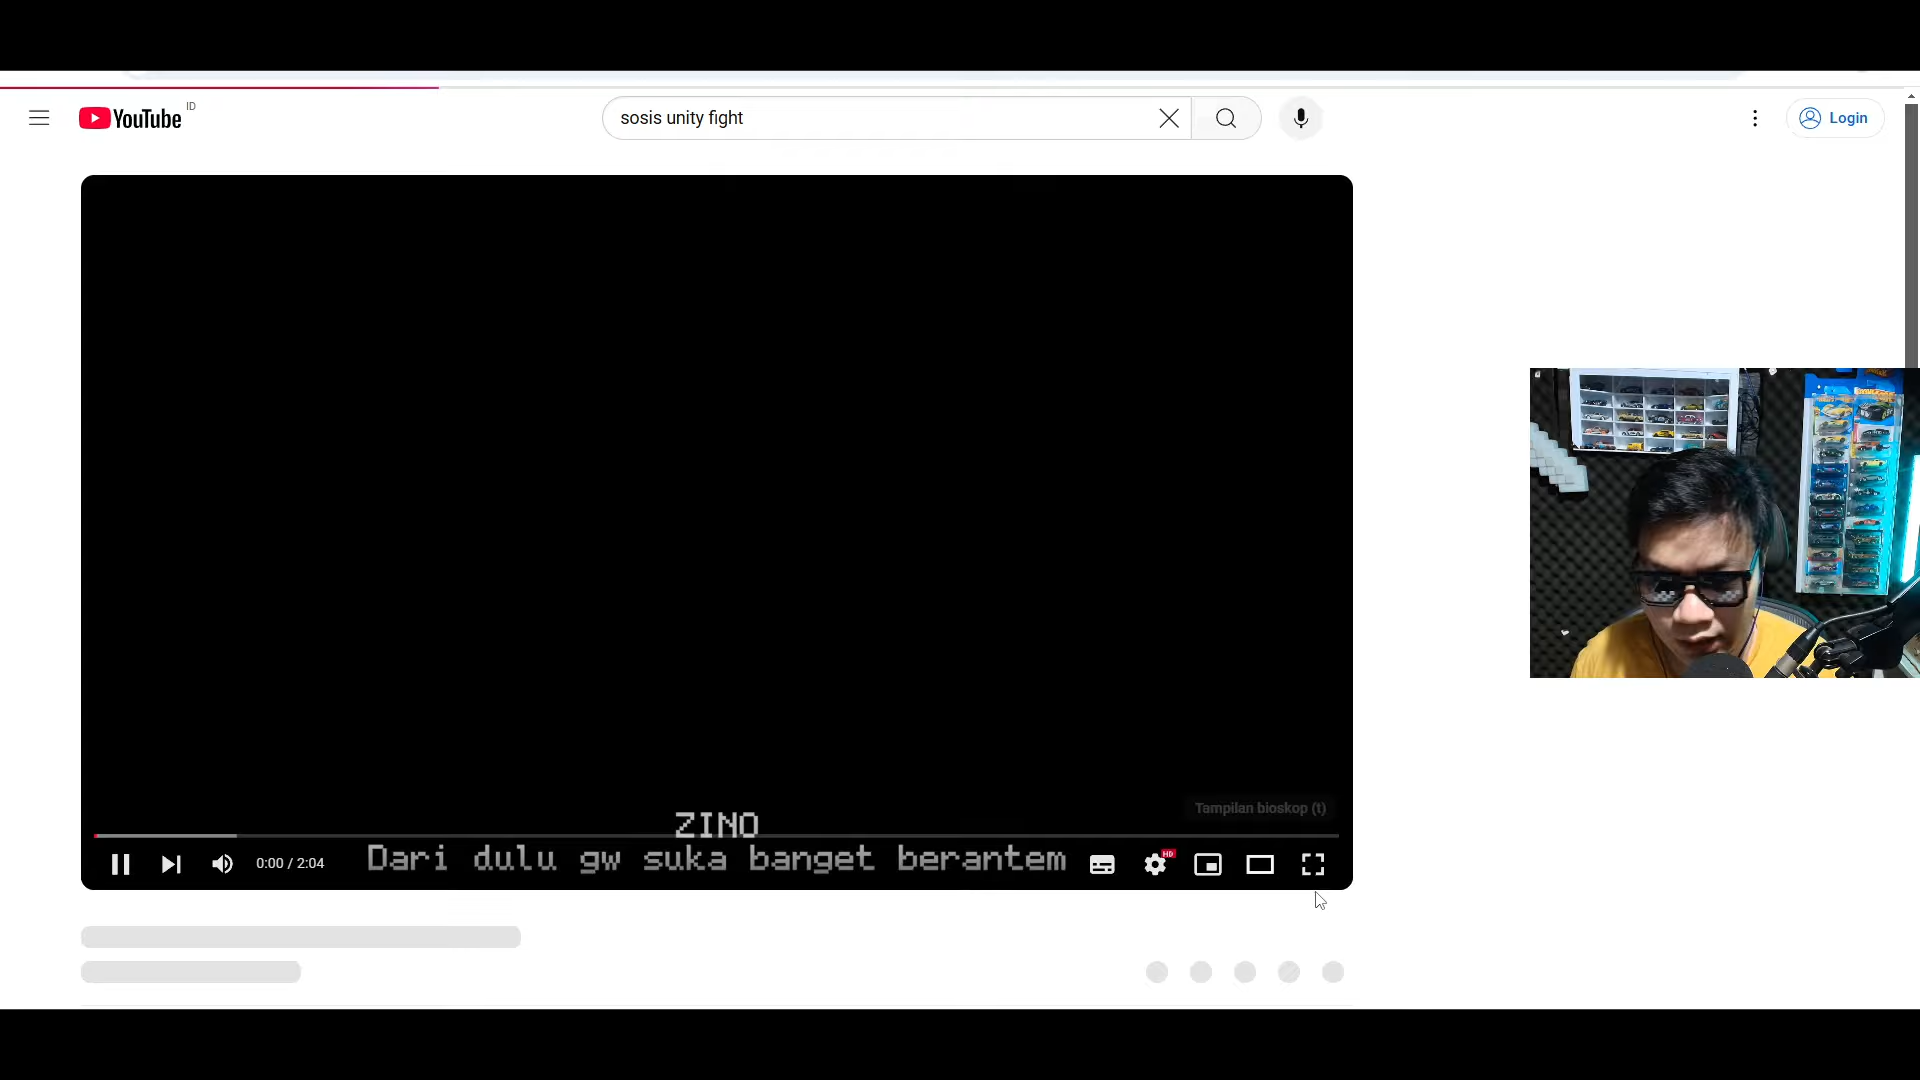 YouTube ID
sosis unity fight
Login
Tampilan bioskop (t)
ZINO
0:00 / 2:04
Dari dulu gw suka banget berantem
HD